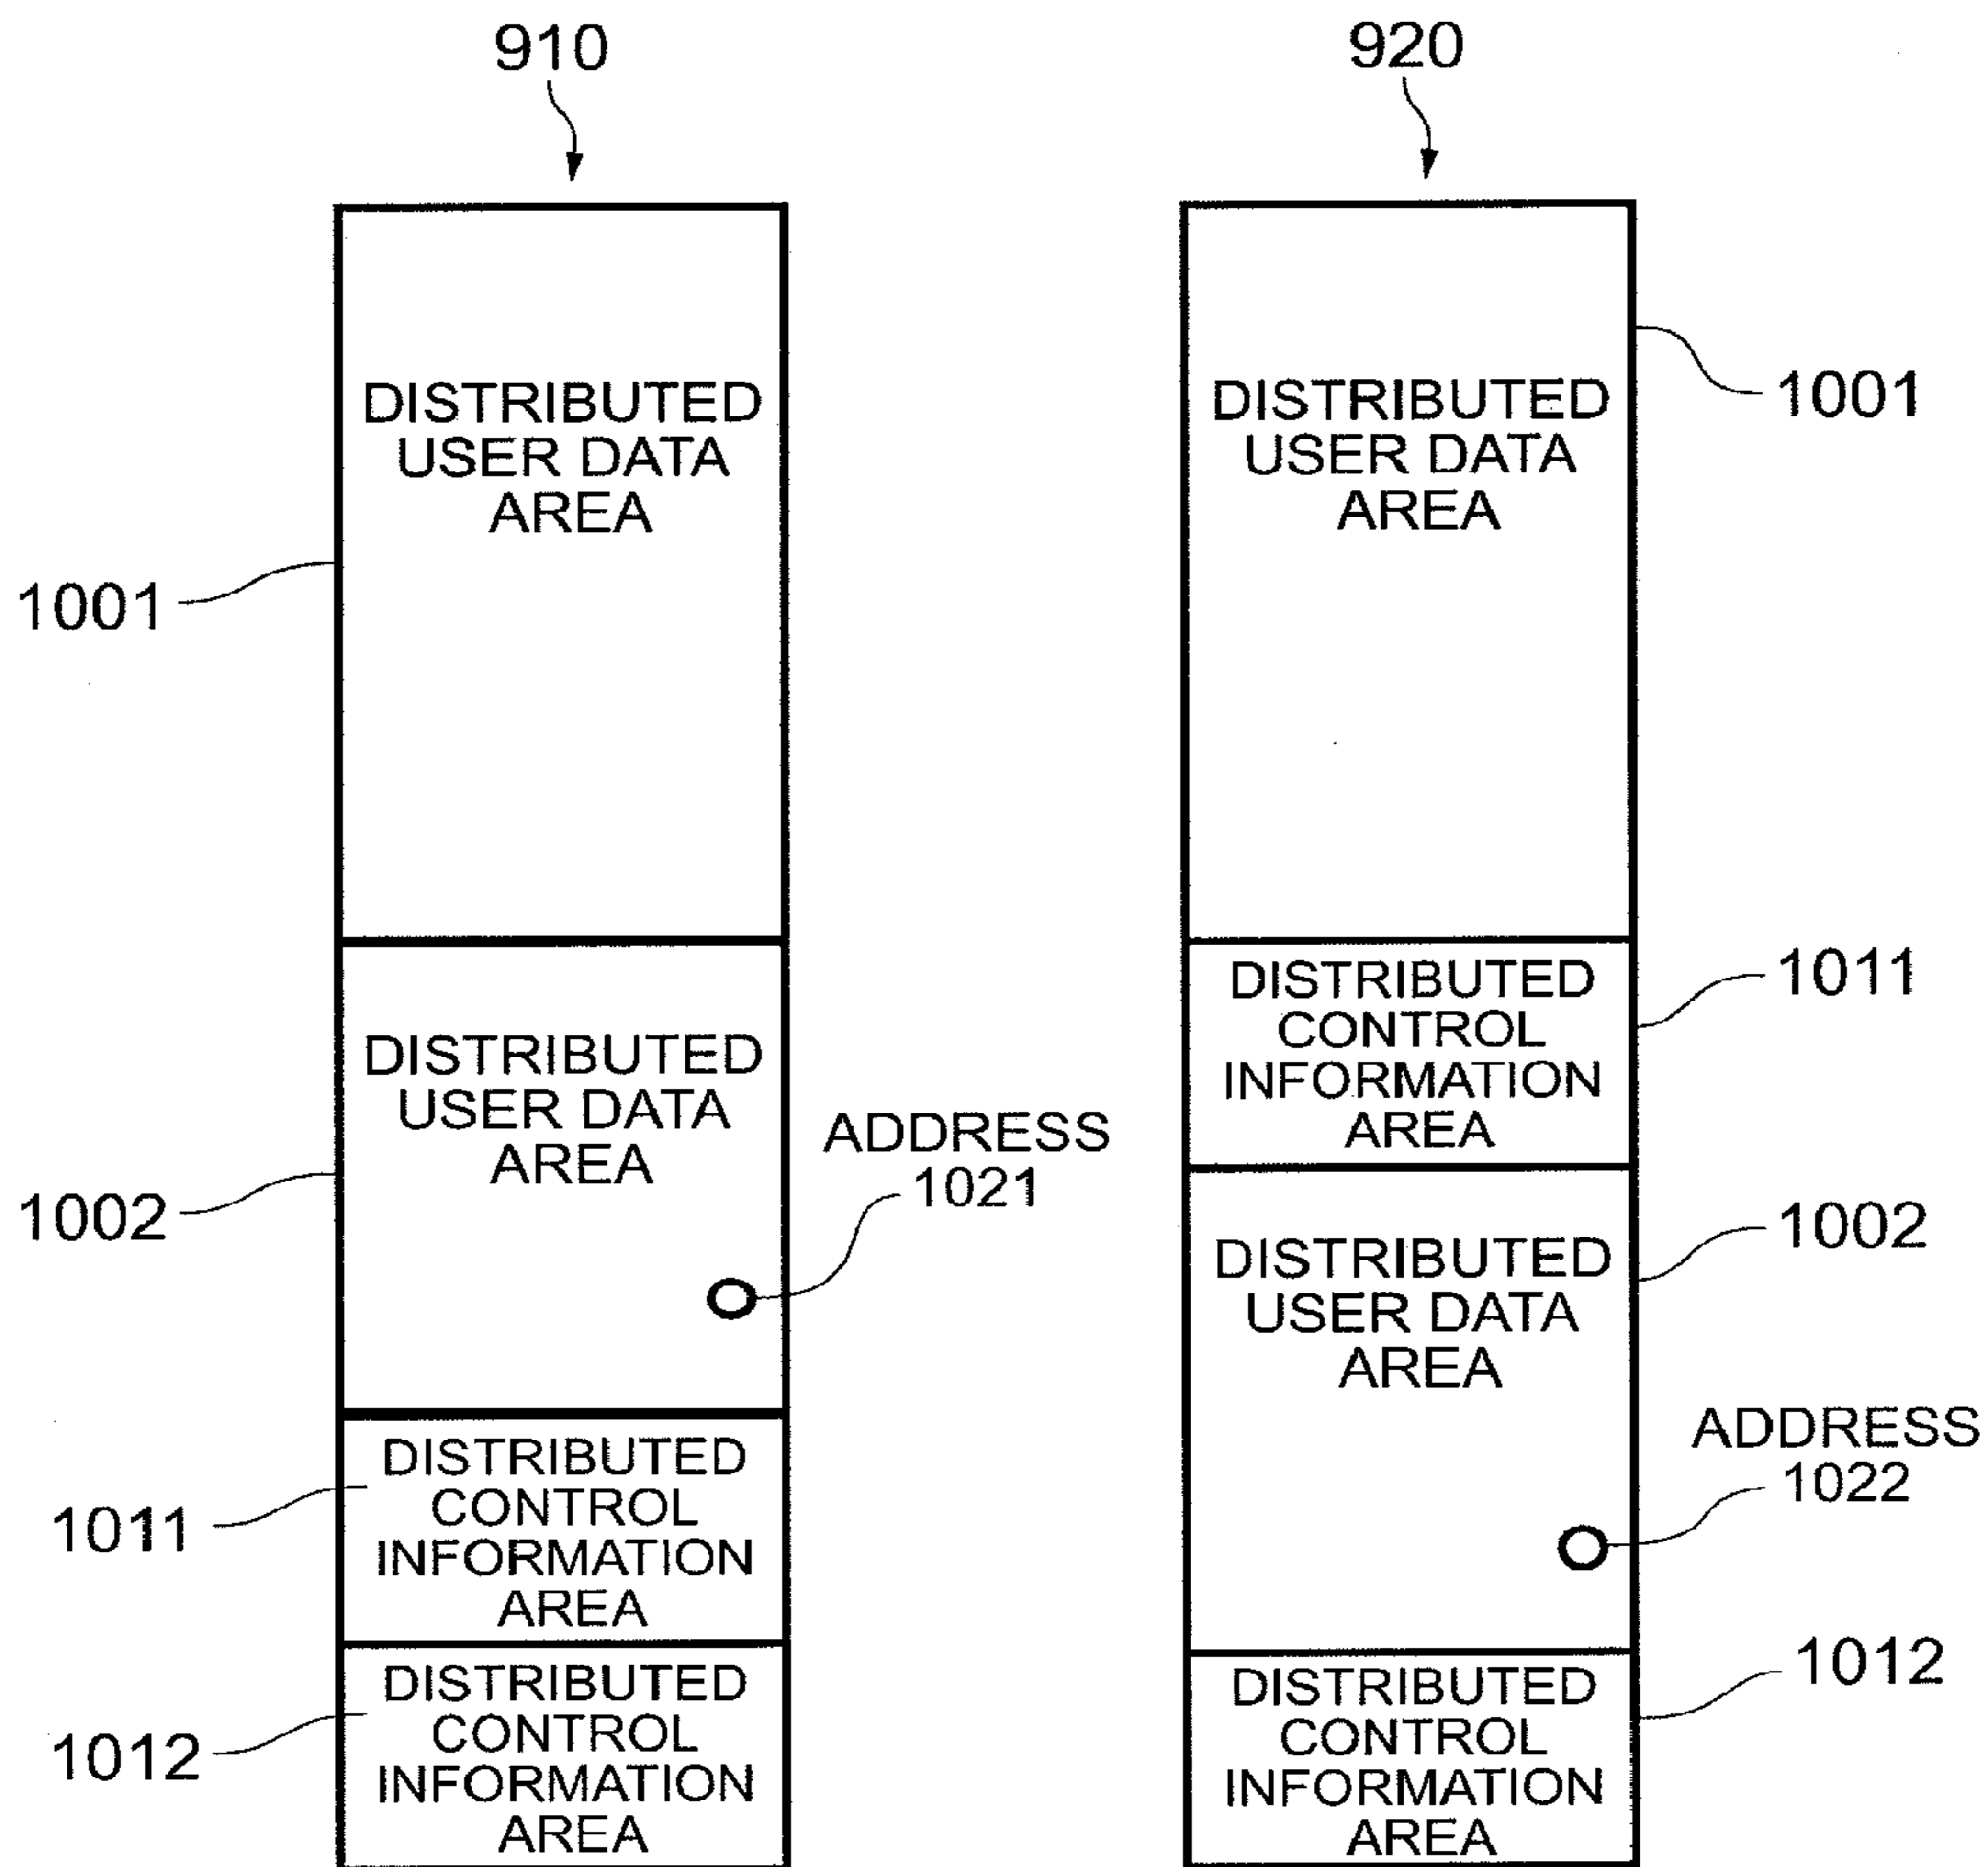 910
DISTRIBUTED
USER DATA
AREA
1001
DISTRIBUTED
USER DATA
AREA
1002
ADDRESS
1021
DISTRIBUTED
CONTROL
INFORMATION
AREA
1011
DISTRIBUTED
CONTROL
INFORMATION
AREA
1012
920
DISTRIBUTED
USER DATA
AREA
1001
DISTRIBUTED
CONTROL
INFORMATION
AREA
1011
DISTRIBUTED
USER DATA
AREA
1002
ADDRESS
1022
DISTRIBUTED
CONTROL
INFORMATION
AREA
1012